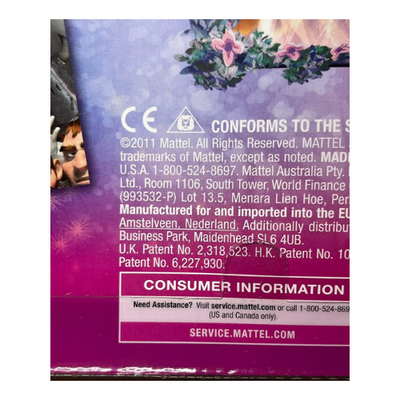 CE CONFORMS TO THE S
©2011 Mattel. All Rights Reserved. MATTEL
trademarks of Mattel, except as noted. MAD
U.S.A. 1-800-524-8697. Mattel Australia Pty.
Ltd., Room 1106, South Tower, World Finance
(993532-P) Lot 13.5, Menara Lien Hoe, Per
Manufactured for and imported into the EU
Amstelveen, Nederland. Additionally distribu
Business Park, Maidenhead SL6 4UB.
U.K. Patent No. 2,318,523. H.K. Patent No. 10
Patent No. 6,227,930.
CONSUMER INFORMATION
Need Assistance? Visit service.mattel.com or call 1-800-524-869
(US and Canada only)
SERVICE.MATTEL.COM